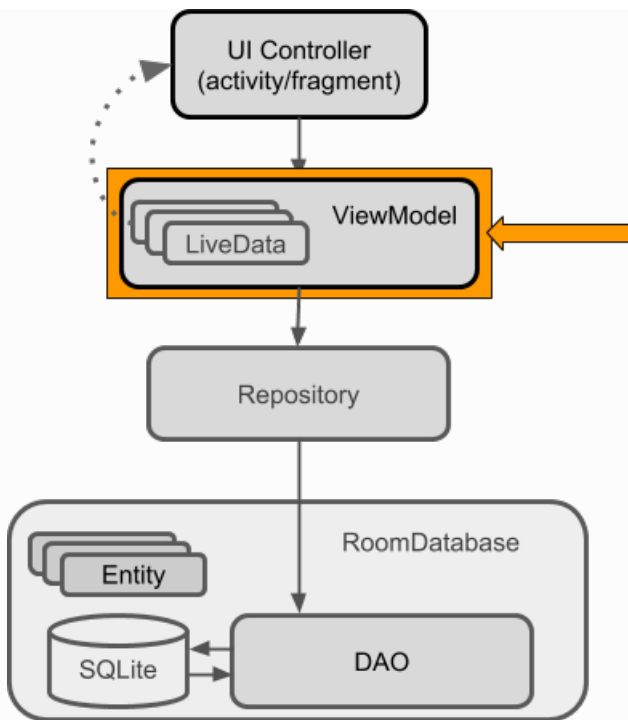 UI Controller
(activity/fragment)
ViewModel
LiveData
Repository
RoomDatabase
Entity
SQLite
DAO